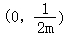 (0, 1/2m)